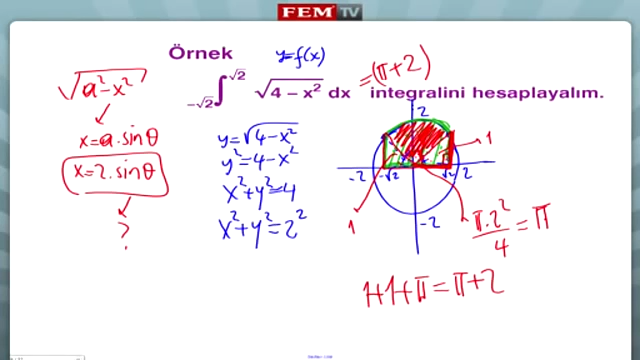 FEM TV
Örnek
y=f(x)
=(π+2)
√a²-x²
-√2 ∫ √2 √4 – x² dx integralini hesaplayalım.
x=a.sinθ
x=2.sinθ
?
y=√4-x²
y²=4-x²
x²+y²=4
x²+y²=2²
2
1
-2
-√2
√2
2
1
-2
π.2²/4=π
1+1+π=π+2